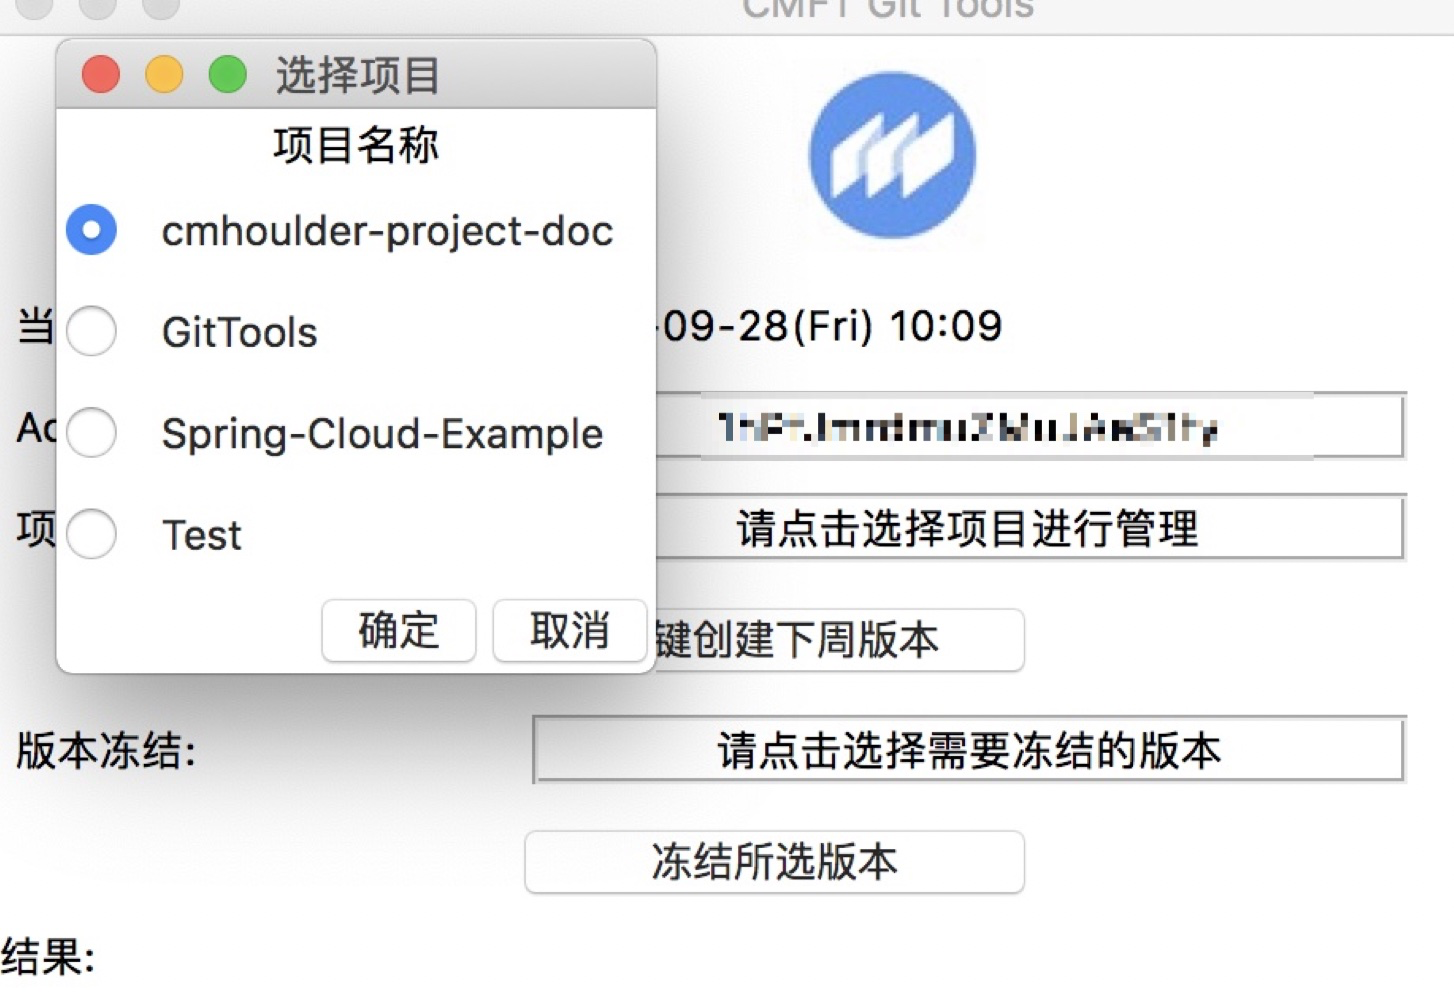 CMFT Git Tools
选择项目
项目名称
cmhoulder-project-doc
GitTools
Spring-Cloud-Example
Test
确定 取消
当
-09-28(Fri) 10:09
Ac
项
请点击选择项目进行管理
键创建下周版本
版本冻结:
请点击选择需要冻结的版本
冻结所选版本
结果: